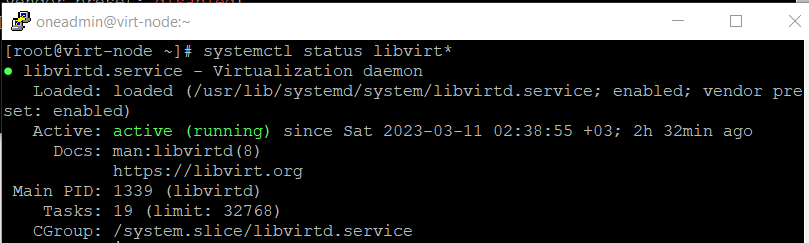 oneadmin@virt-node:~
[root@virt-node ~]# systemctl status libvirt*
● libvirtd.service - Virtualization daemon
   Loaded: loaded (/usr/lib/systemd/system/libvirtd.service; enabled; vendor pre
set: enabled)
   Active: active (running) since Sat 2023-03-11 02:38:55 +03; 2h 32min ago
     Docs: man:libvirtd(8)
           https://libvirt.org
 Main PID: 1339 (libvirtd)
    Tasks: 19 (limit: 32768)
   CGroup: /system.slice/libvirtd.service